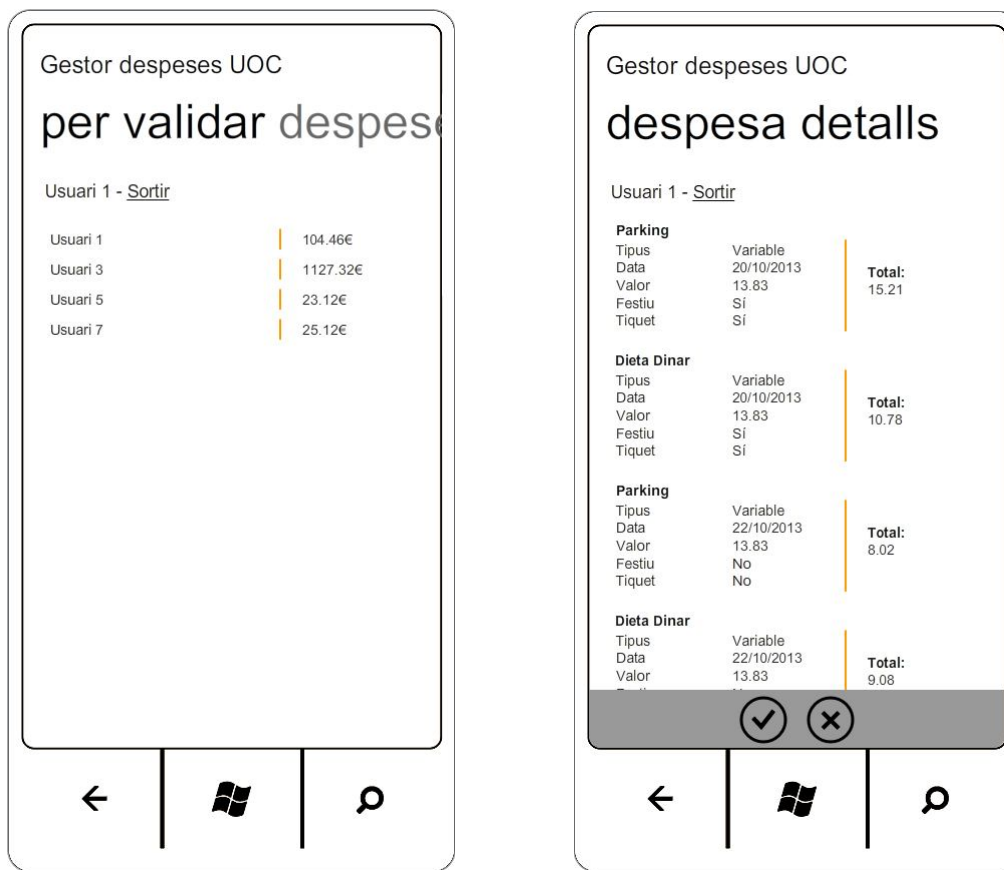 Gestor despeses UOC
per validar despese
Usuari 1 - Sortir
Usuari 1 104.46€
Usuari 3 1127.32€
Usuari 5 23.12€
Usuari 7 25.12€
Gestor despeses UOC
despesa detalls
Usuari 1 - Sortir
Parking
Tipus Variable
Data 20/10/2013
Valor 13.83
Festiu Sí
Tiquet Sí
Total:
15.21
Dieta Dinar
Tipus Variable
Data 20/10/2013
Valor 13.83
Festiu Sí
Tiquet Sí
Total:
10.78
Parking
Tipus Variable
Data 22/10/2013
Valor 13.83
Festiu No
Tiquet No
Total:
8.02
Dieta Dinar
Tipus Variable
Data 22/10/2013
Valor 13.83
Total:
9.08